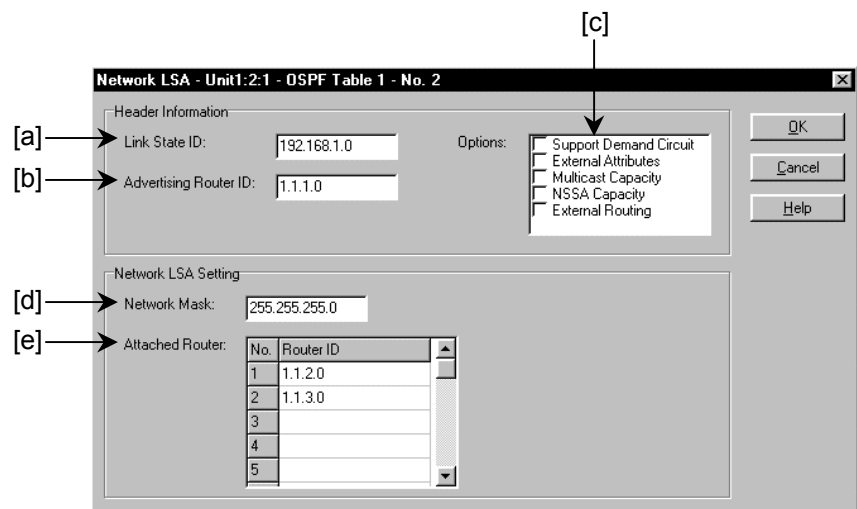 [c]
Network LSA - Unit1:2:1 - OSPF Table 1 - No. 2
Header Information
[a] Link State ID: 192.168.1.0
[b] Advertising Router ID: 1.1.1.0
Options:
Support Demand Circuit
External Attributes
Multicast Capacity
NSSA Capacity
External Routing
OK
Cancel
Help
Network LSA Setting
[d] Network Mask: 255.255.255.0
[e] Attached Router:
No. Router ID
1 1.1.2.0
2 1.1.3.0
3
4
5